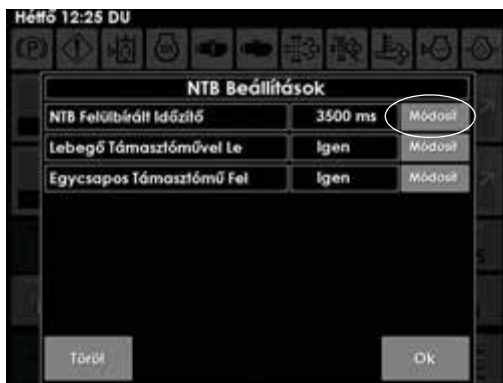 Hétfő 12:25 DU
NTB Beállítások
NTB Felülbírált Időzítő 3500 ms Módosít
Lebegő Támasztóművel Le Igen Módosít
Egycsapos Támasztómű Fel Igen Módosít
Töröl Ok